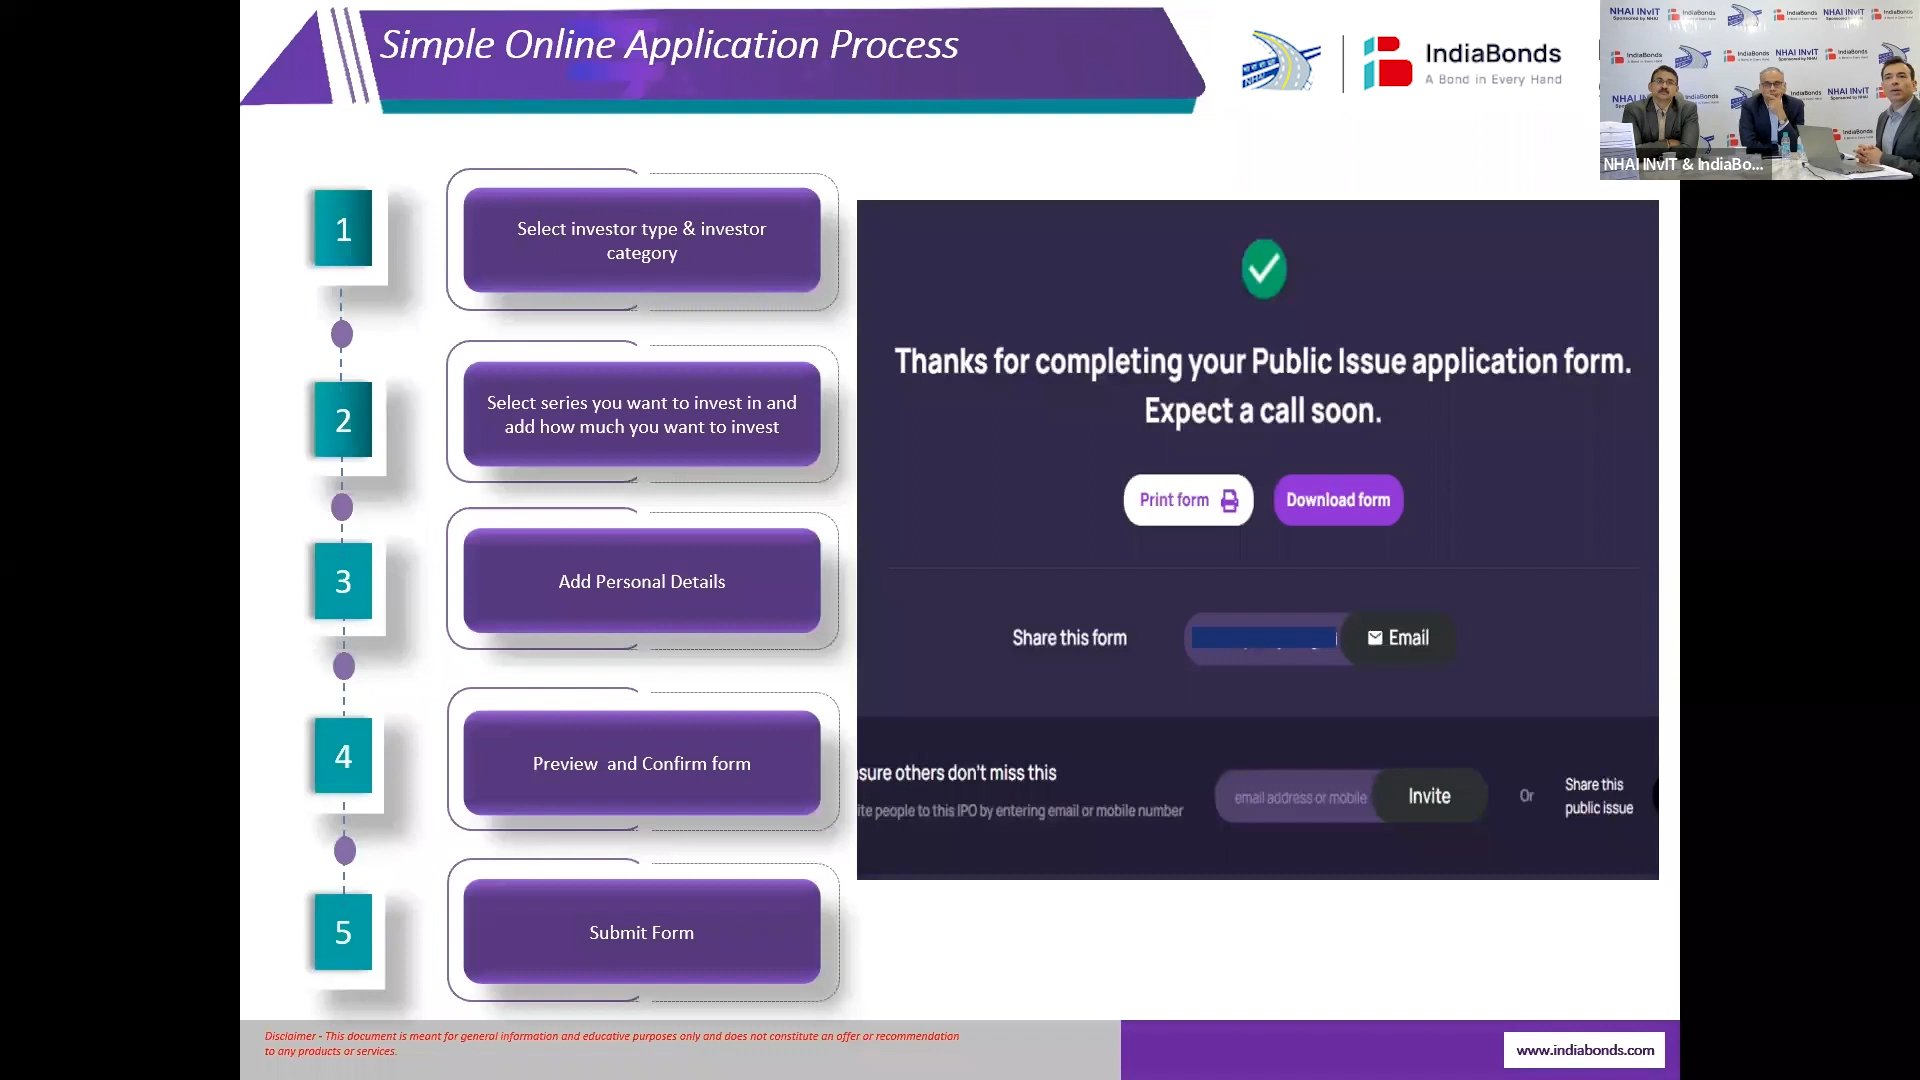 Simple Online Application Process
NHAI
IndiaBonds
A Bond in Every Hand
NHAI INvIT & IndiaBo...
1
Select investor type & investor
category
2
Select series you want to invest in and
add how much you want to invest
3
Add Personal Details
4
Preview and Confirm form
5
Submit Form
Thanks for completing your Public Issue application form.
Expect a call soon.
Print form
Download form
Share this form
Email
sure others don't miss this
ite people to this IPO by entering email or mobile number
email address or mobile
Invite
Or
Share this
public issue
Disclaimer - This document is meant for general information and educative purposes only and does not constitute an offer or recommendation
to any products or services.
www.indiabonds.com